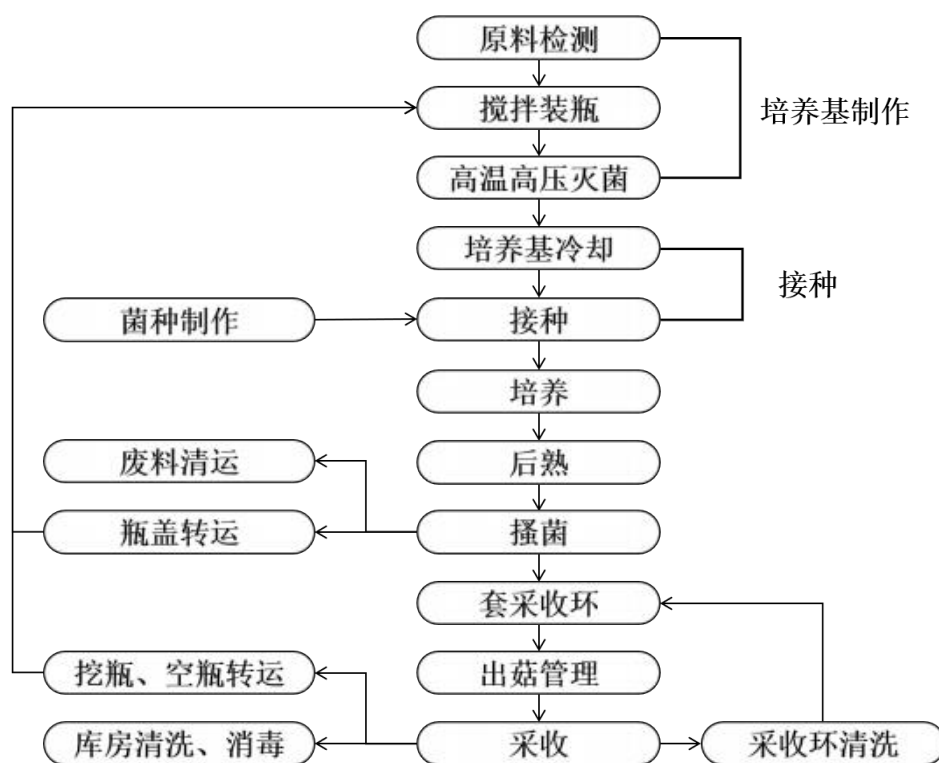 原料检测
搅拌装瓶
培养基制作
高温高压灭菌
培养基冷却
接种
菌种制作
接种
培养
废料清运
后熟
瓶盖转运
搔菌
套采收环
挖瓶、空瓶转运
出菇管理
库房清洗、消毒
采收
采收环清洗